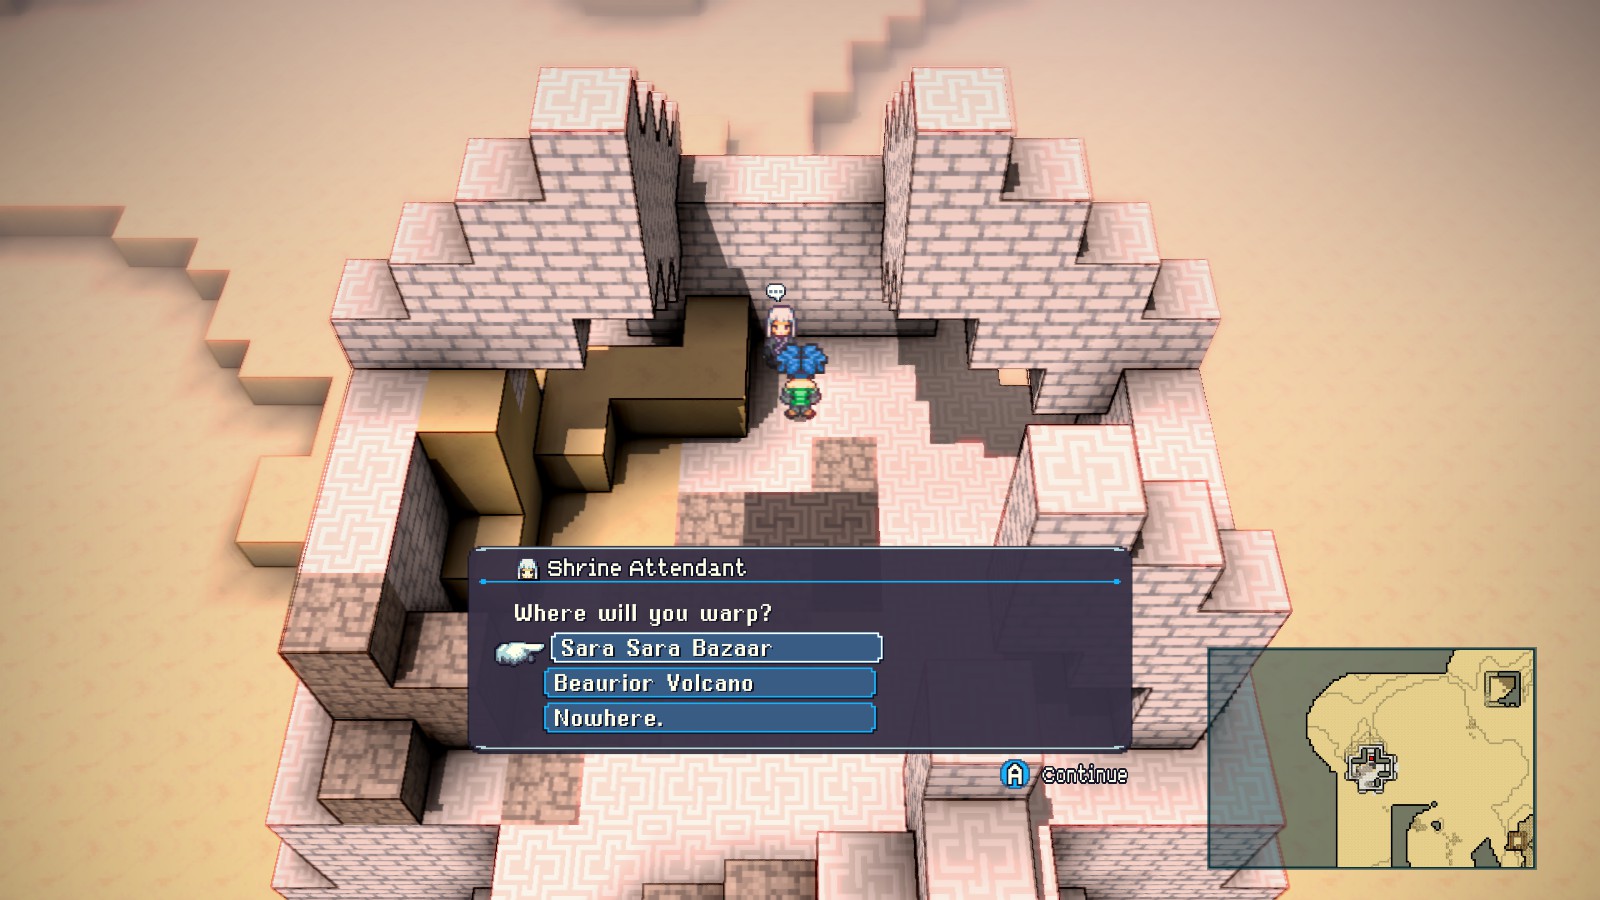 Shrine Attendant
Where will you warp?
Sara Sara Bazaar
Beaurior Volcano
Nowhere.
A Continue